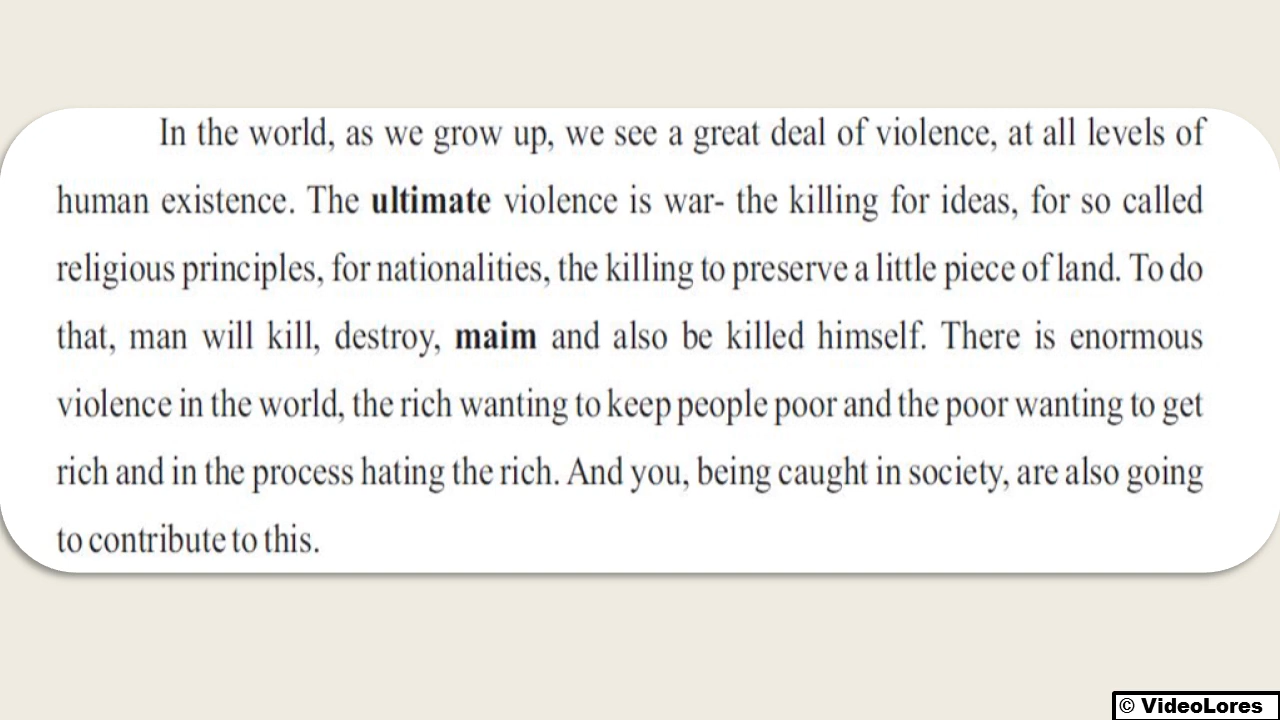 In the world, as we grow up, we see a great deal of violence, at all levels of
human existence. The ultimate violence is war- the killing for ideas, for so called
religious principles, for nationalities, the killing to preserve a little piece of land. To do
that, man will kill, destroy, maim and also be killed himself. There is enormous
violence in the world, the rich wanting to keep people poor and the poor wanting to get
rich and in the process hating the rich. And you, being caught in society, are also going
to contribute to this.
© VideoLores